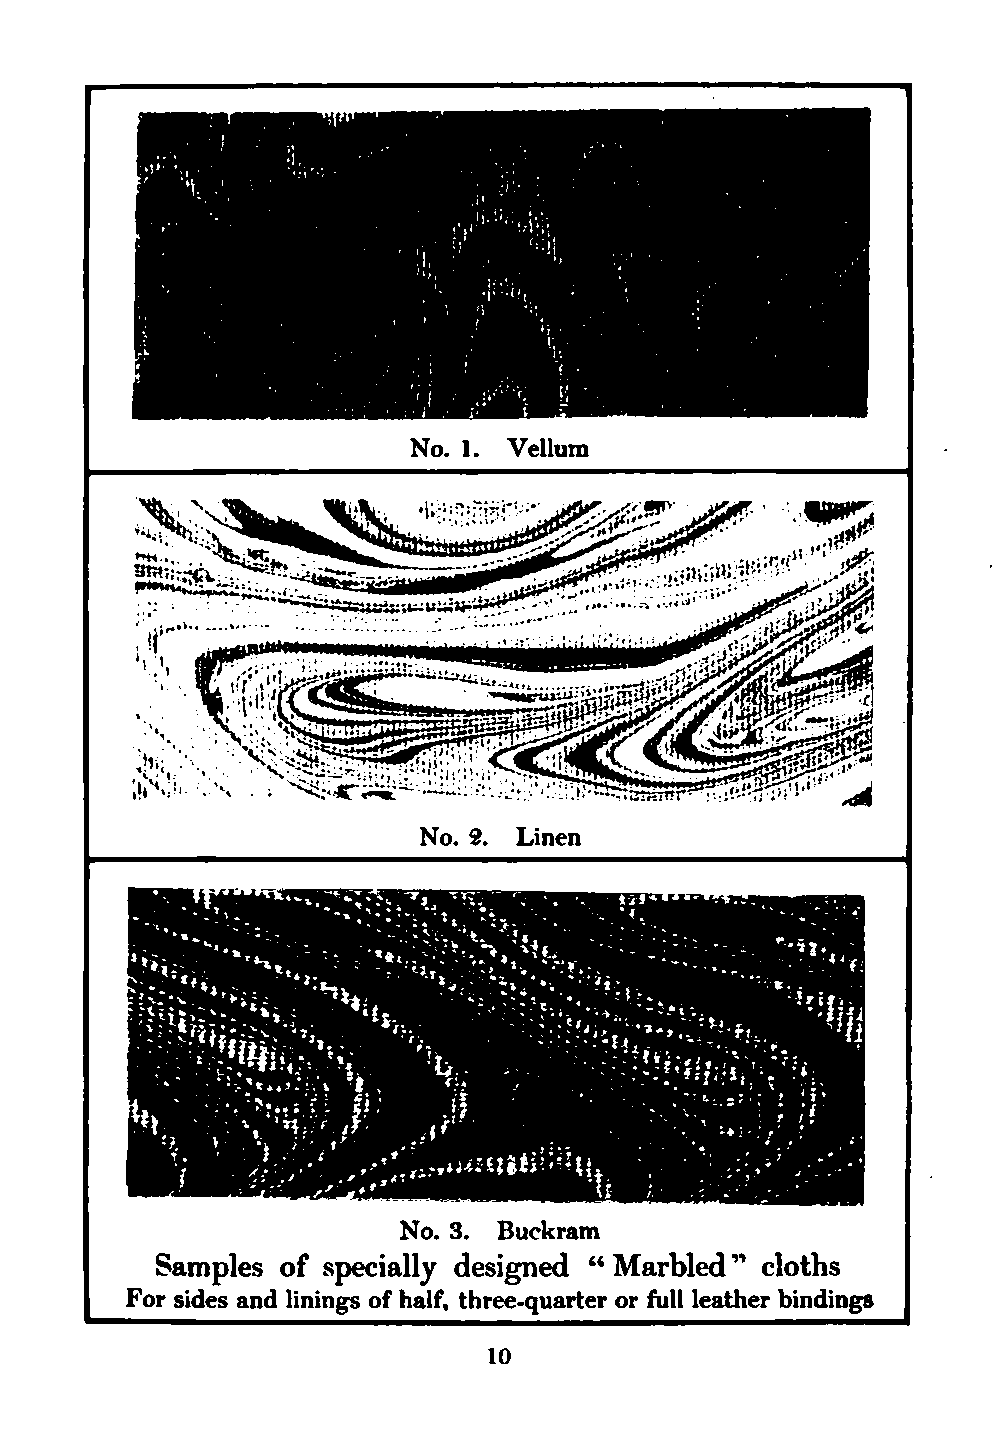 No. 1. Vellum
No. 2. Linen
No. 3. Buckram
Samples of specially designed “Marbled” cloths
For sides and linings of half, three-quarter or full leather bindings
10